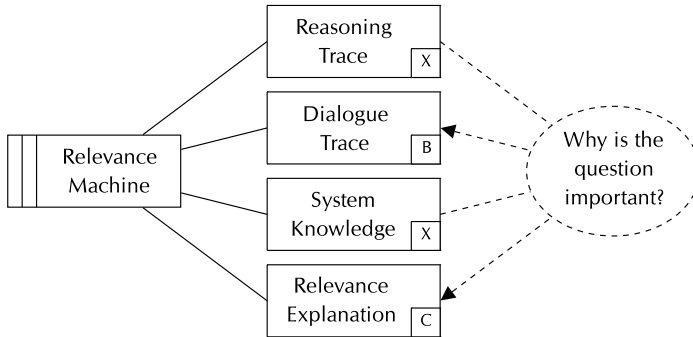 Reasoning
Trace
X
Dialogue
Trace
B
Relevance
Machine
Why is the
question
important?
System
Knowledge
X
Relevance
Explanation
C